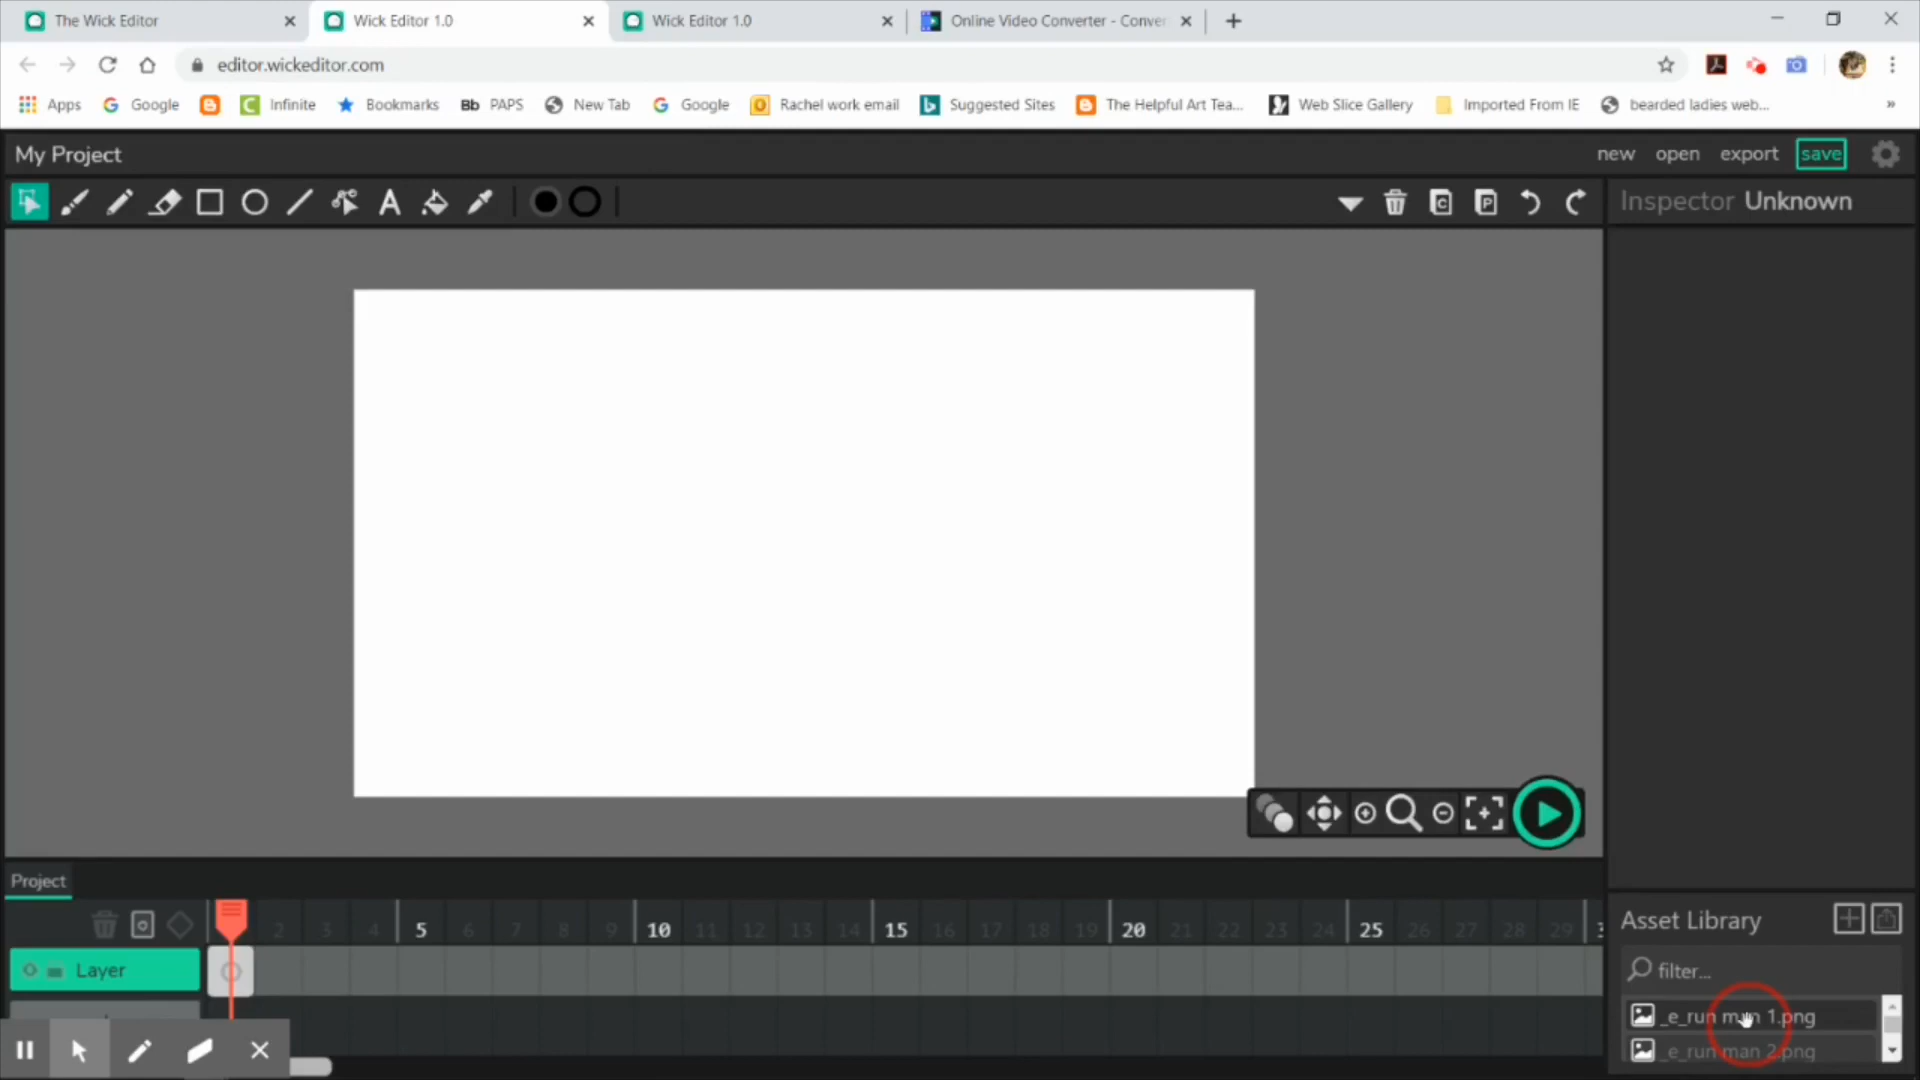 The Wick Editor
Wick Editor 1.0
Wick Editor 1.0
Online Video Converter - Conver
editor.wickeditor.com
Apps
Google
Infinite
Bookmarks
Bb PAPS
New Tab
Google
Rachel work email
Suggested Sites
The Helpful Art Tea...
Web Slice Gallery
Imported From IE
bearded ladies web...
»
My Project
new
open
export
save
Inspector Unknown
Project
2 3 4 5 6 7 8 9 10 11 12 13 14 15 16 17 18 19 20 21 22 23 24 25 26 27 28 29
Layer
Asset Library
filter...
_e_run man 1.png
_e_run man 2.png